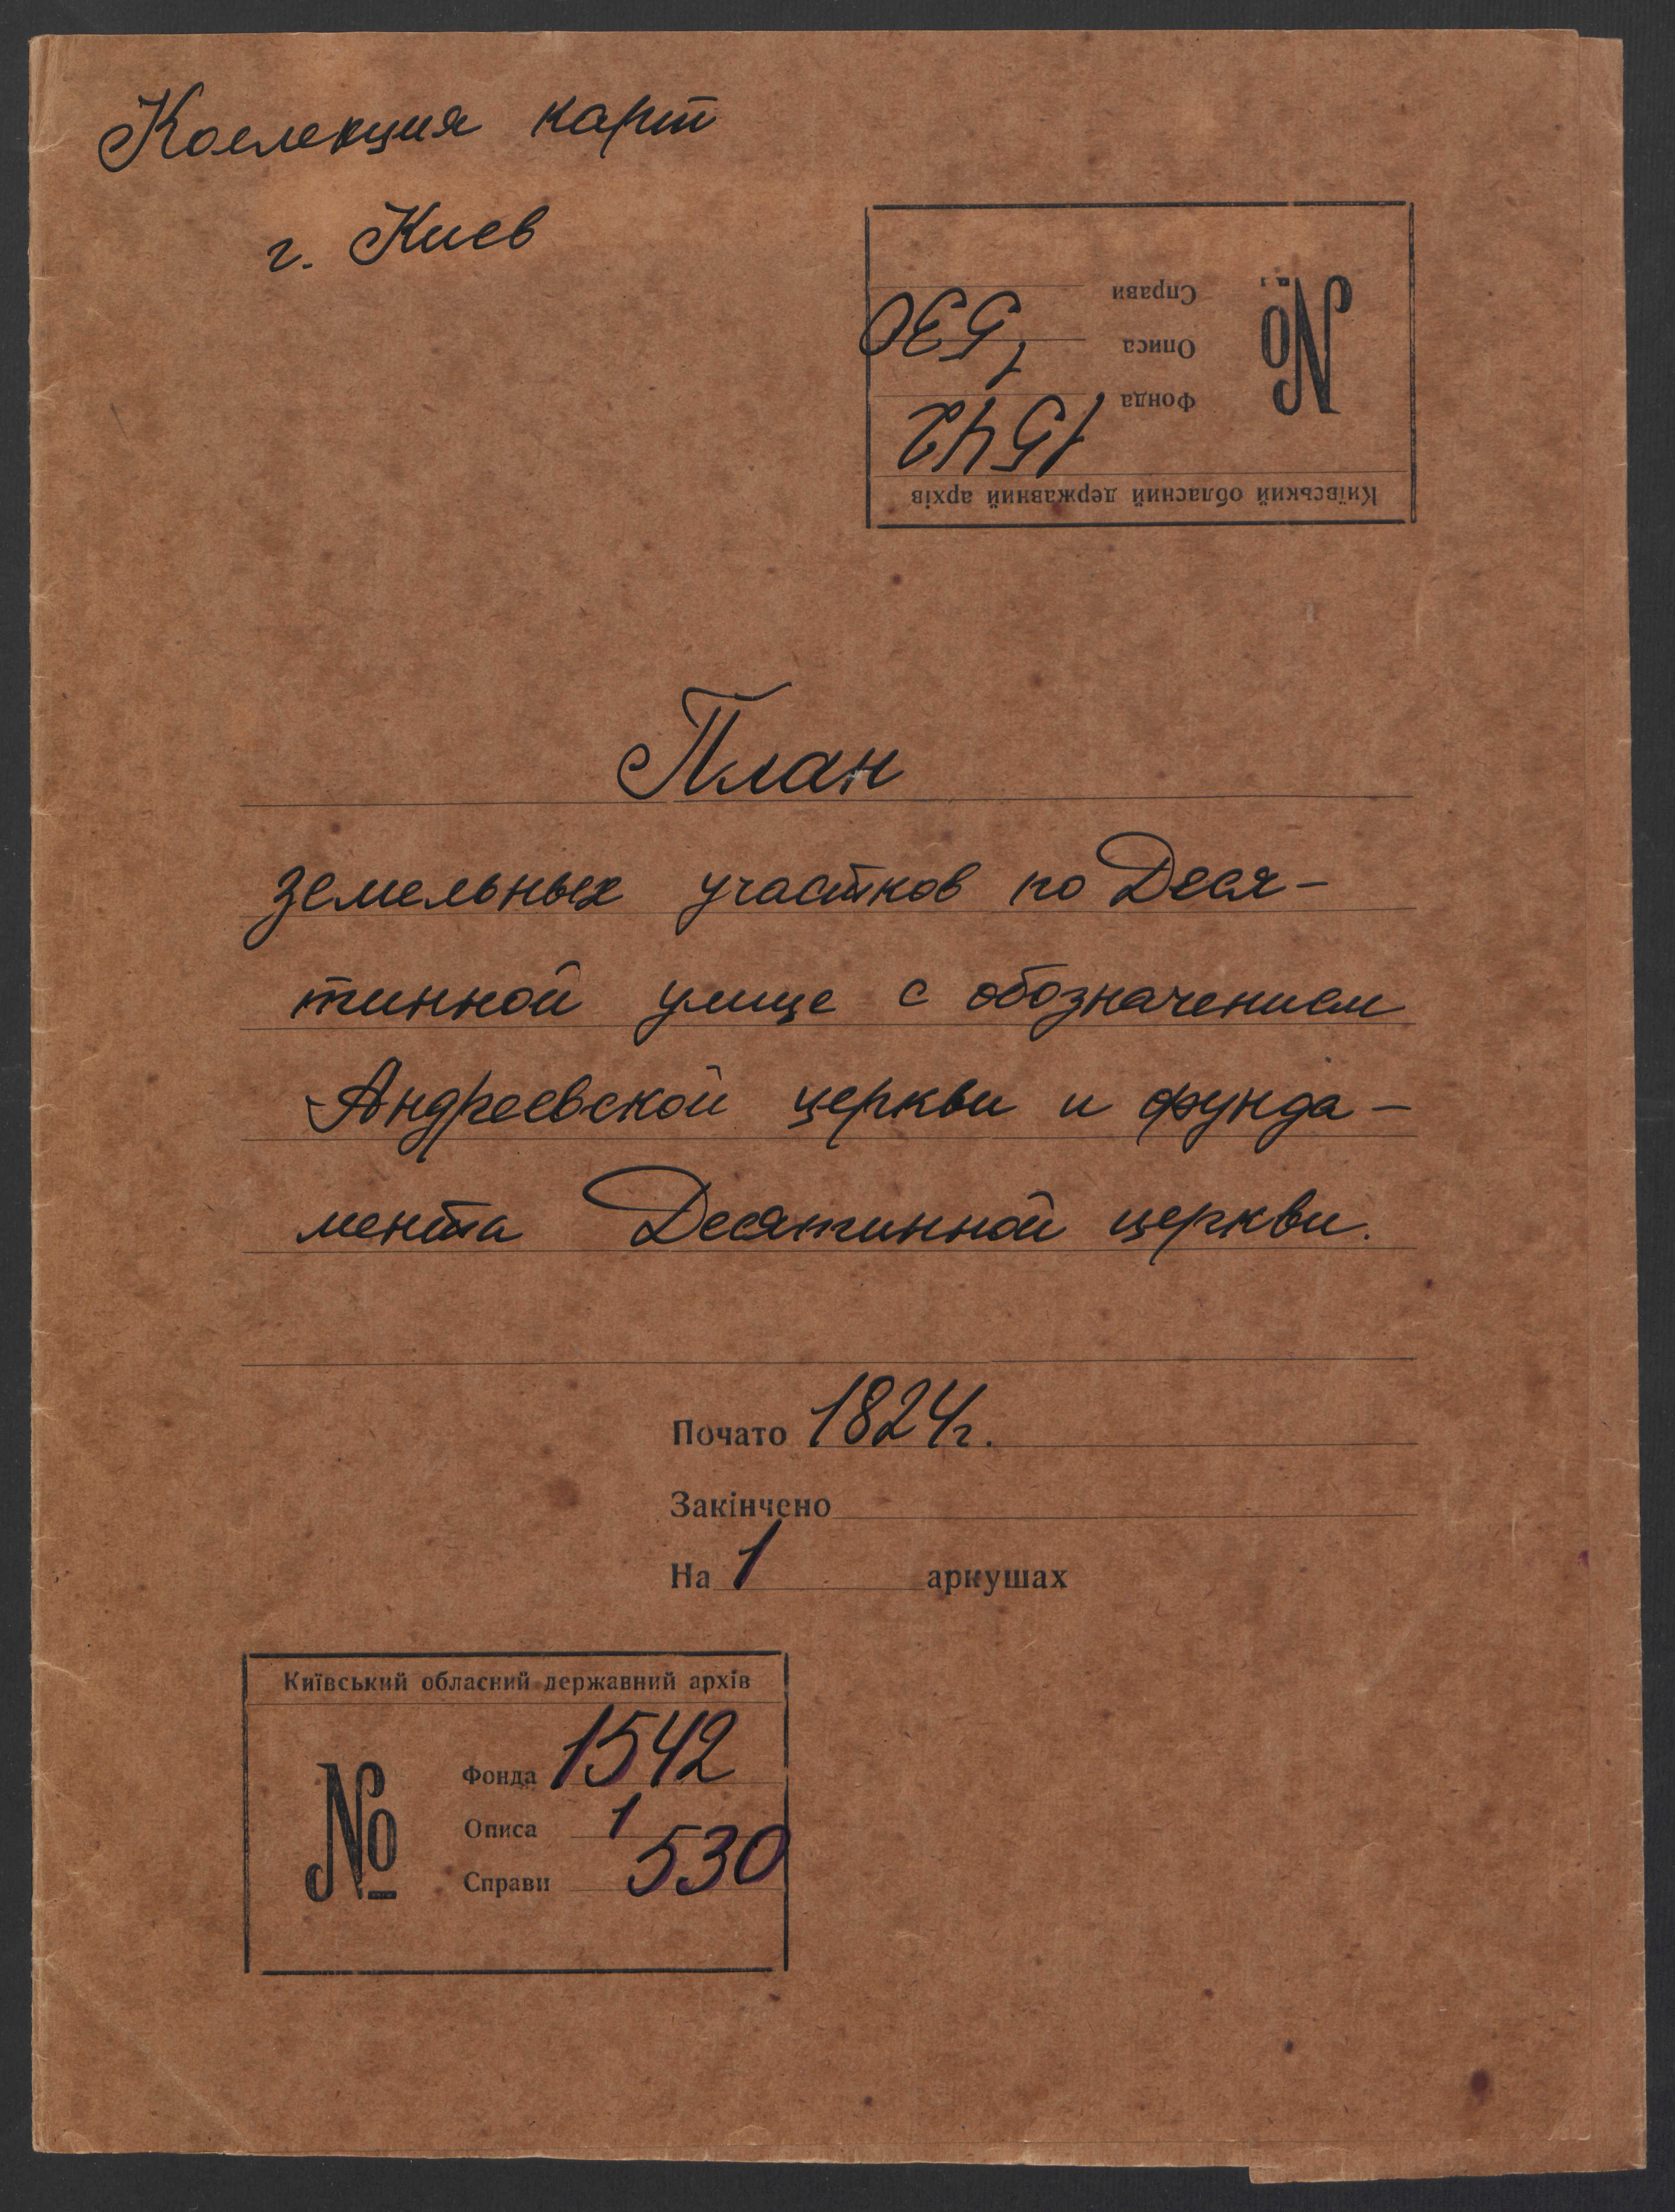 Коллекция карт
г. Киев
Київський обласний державний архів
№
Фонда 1542
Описа 1
Справи 530
План
земельных участков по Деся-
тинной улице с обозначением
Андреевской церкви и фунда-
мента Десятинной церкви.
Почато 1824г.
Закінчено
На 1 аркушах
Київський обласний державний архів
№
Фонда 1542
Описа 1
Справи 530